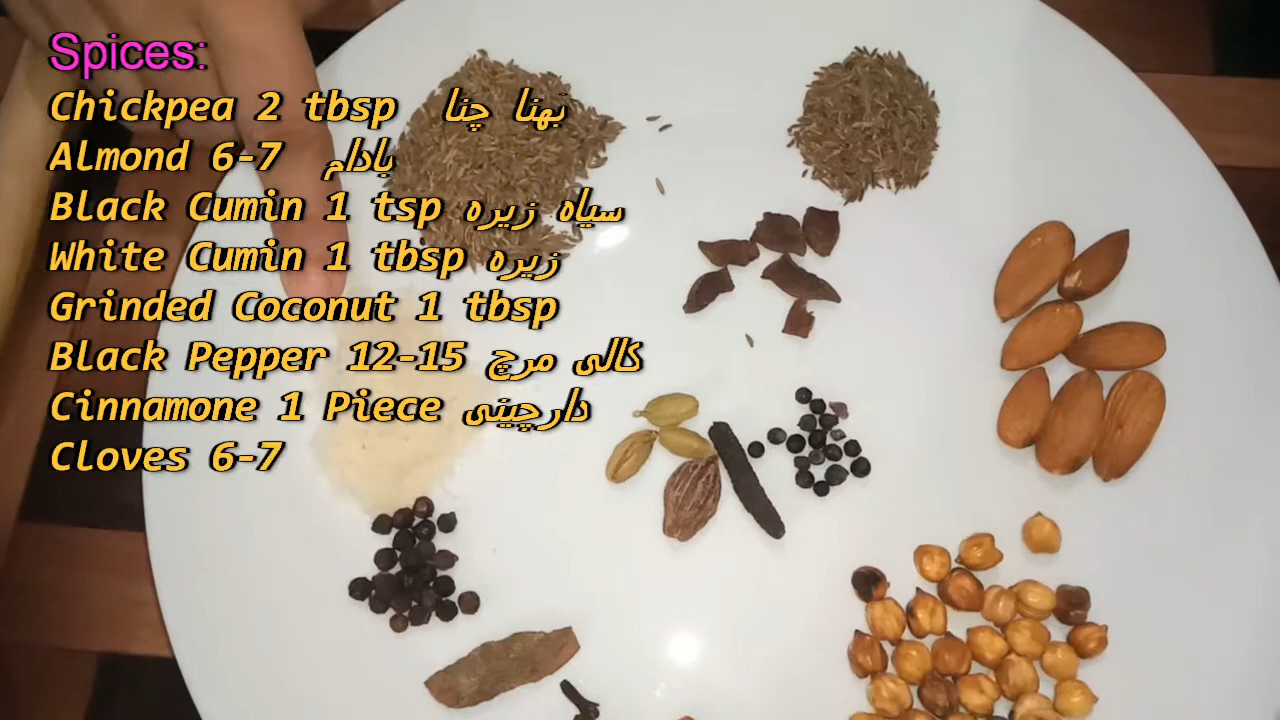 Spices:
Chickpea 2 tbsp بھنا چنا
Almond 6-7 بادام
Black Cumin 1 tsp سیاہ زیرہ
White Cumin 1 tbsp زیرہ
Grinded Coconut 1 tbsp
Black Pepper 12-15 کالی مرچ
Cinnamone 1 Piece دارچینی
Cloves 6-7